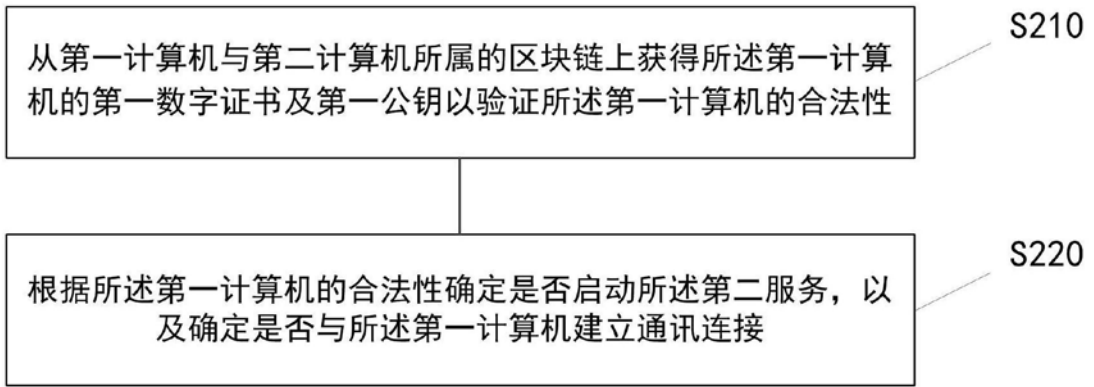 S210
从第一计算机与第二计算机所属的区块链上获得所述第一计算
机的第一数字证书及第一公钥以验证所述第一计算机的合法性
S220
根据所述第一计算机的合法性确定是否启动所述第二服务，以
及确定是否与所述第一计算机建立通讯连接